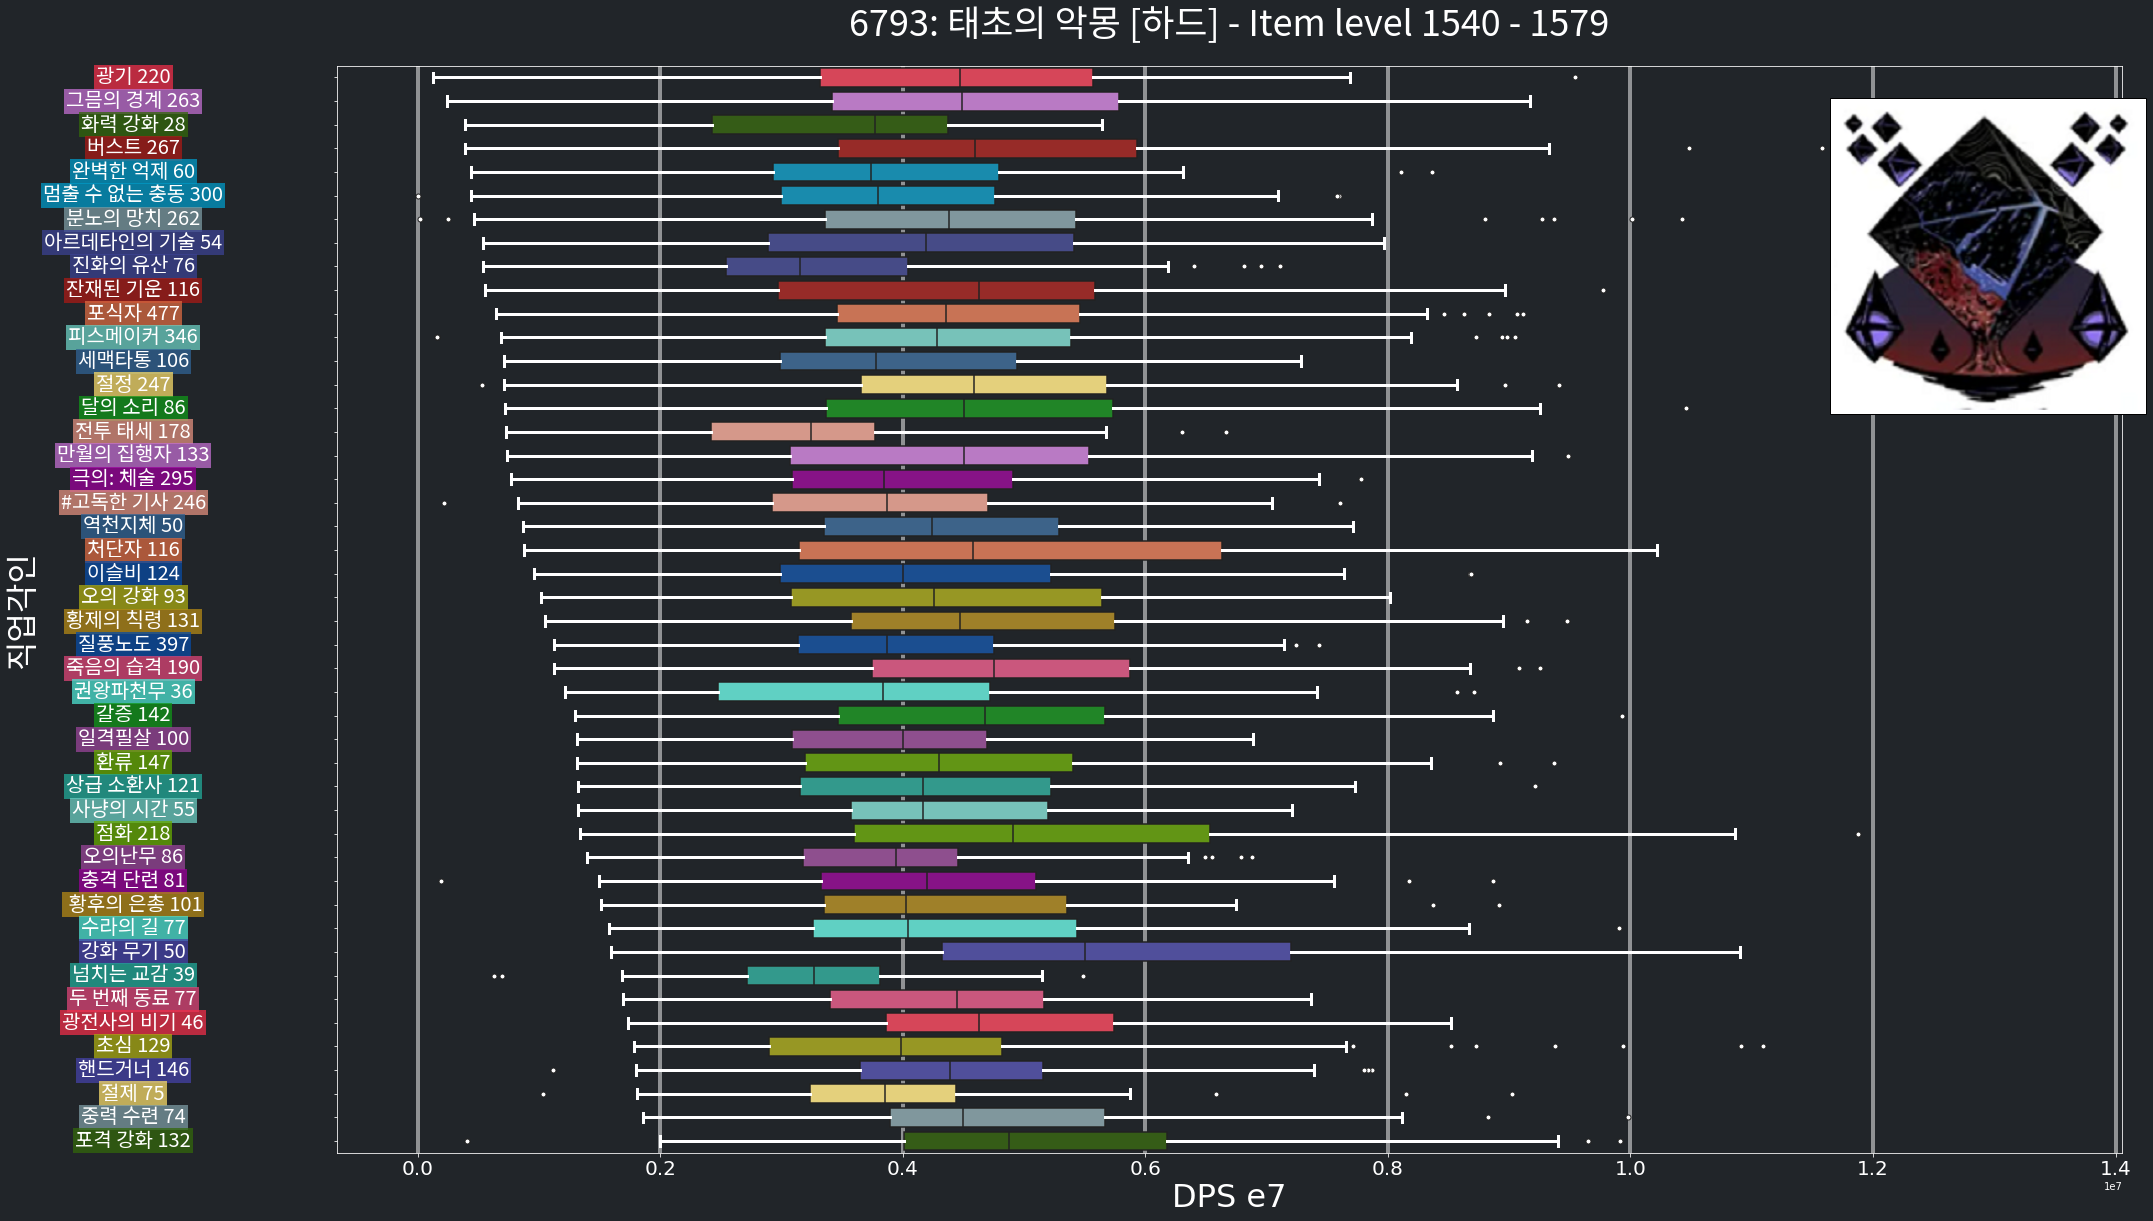 6793: 태초의 악몽 [하드] - Item level 1540 - 1579
광기 220
그믐의 경계 263
화력 강화 28
버스트 267
완벽한 억제 60
멈출 수 없는 충동 300
분노의 망치 262
아르데타인의 기술 54
진화의 유산 76
잔재된 기운 116
포식자 477
피스메이커 346
세맥타통 106
절정 247
달의 소리 86
전투 태세 178
만월의 집행자 133
극의: 체술 295
#고독한 기사 246
역천지체 50
처단자 116
이슬비 124
오의 강화 93
황제의 칙령 131
질풍노도 397
죽음의 습격 190
권왕파천무 36
갈증 142
일격필살 100
환류 147
상급 소환사 121
사냥의 시간 55
점화 218
오의난무 86
충격 단련 81
황후의 은총 101
수라의 길 77
강화 무기 50
넘치는 교감 39
두 번째 동료 77
광전사의 비기 46
초심 129
핸드거너 146
절제 75
중력 수련 74
포격 강화 132
직업각인
0.0 0.2 0.4 0.6 0.8 1.0 1.2 1.4
1e7
DPS e7